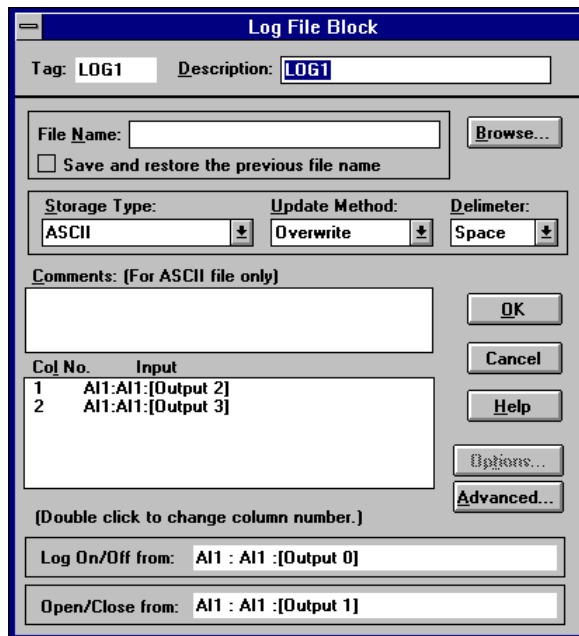 Log File Block
Tag: LOG1 Description: LOG1
File Name: Browse...
Save and restore the previous file name
Storage Type: Update Method: Delimeter:
ASCII Overwrite Space
Comments: (For ASCII file only)
OK
Cancel
Col No. Input
1 AI1:AI1:[Output 2]
2 AI1:AI1:[Output 3]
Help
Options...
Advanced...
(Double click to change column number.)
Log On/Off from: AI1 : AI1 :[Output 0]
Open/Close from: AI1 : AI1 :[Output 1]